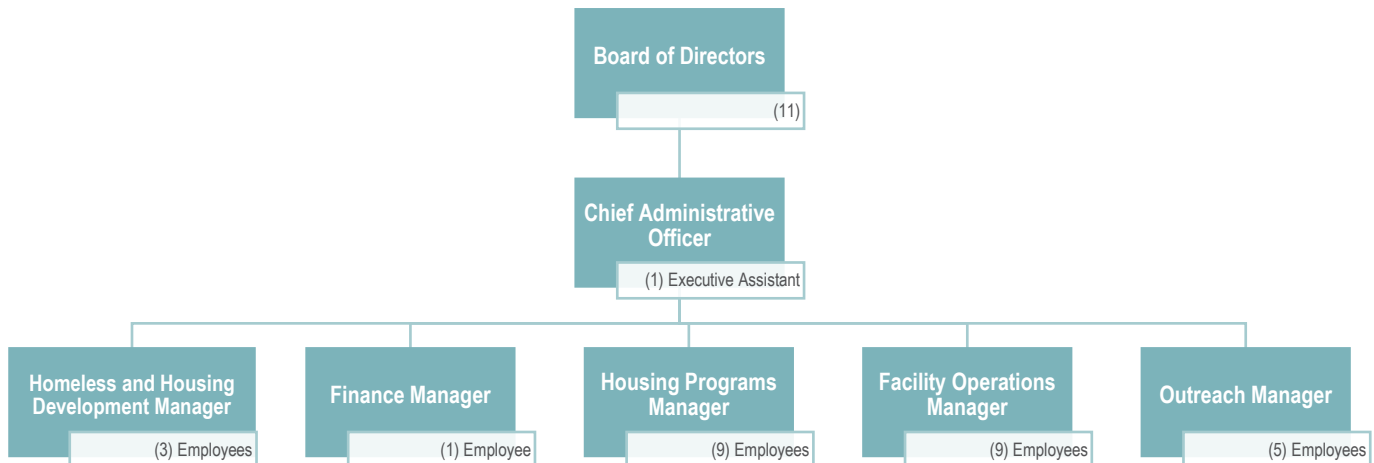 Board of Directors
(11)
Chief Administrative
Officer
(1) Executive Assistant
Homeless and Housing
Development Manager
(3) Employees
Finance Manager
(1) Employee
Housing Programs
Manager
(9) Employees
Facility Operations
Manager
(9) Employees
Outreach Manager
(5) Employees